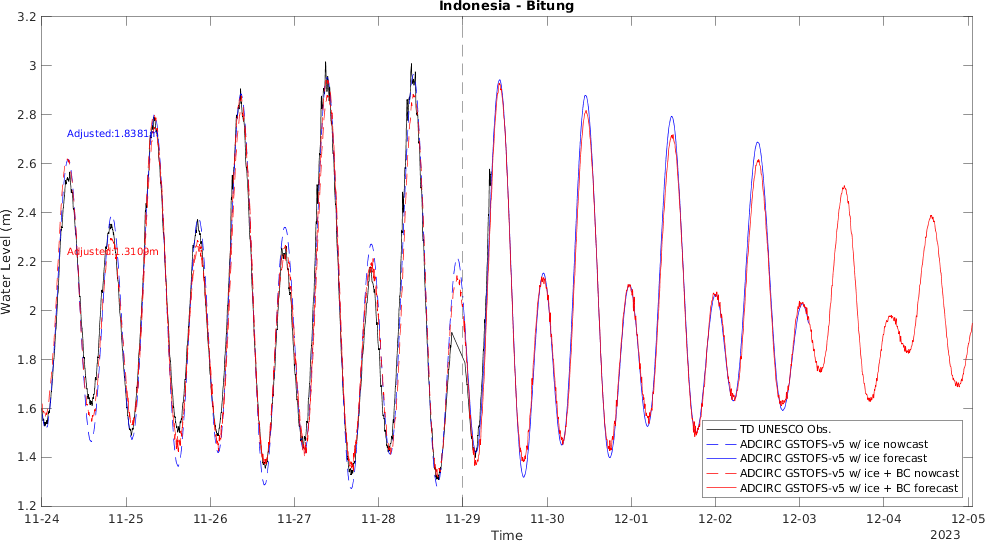 Indonesia - Bitung
3.2
3
2.8
2.6
2.4
2.2
2
1.8
1.6
1.4
1.2
Water Level (m)
Adjusted:1.8381m
Adjusted:1.3109m
11-24
11-25
11-26
11-27
11-28
11-29
11-30
12-01
12-02
12-03
12-04
12-05
Time
2023
TD UNESCO Obs.
ADCIRC GSTOFS-v5 w/ ice nowcast
ADCIRC GSTOFS-v5 w/ ice forecast
ADCIRC GSTOFS-v5 w/ ice + BC nowcast
ADCIRC GSTOFS-v5 w/ ice + BC forecast